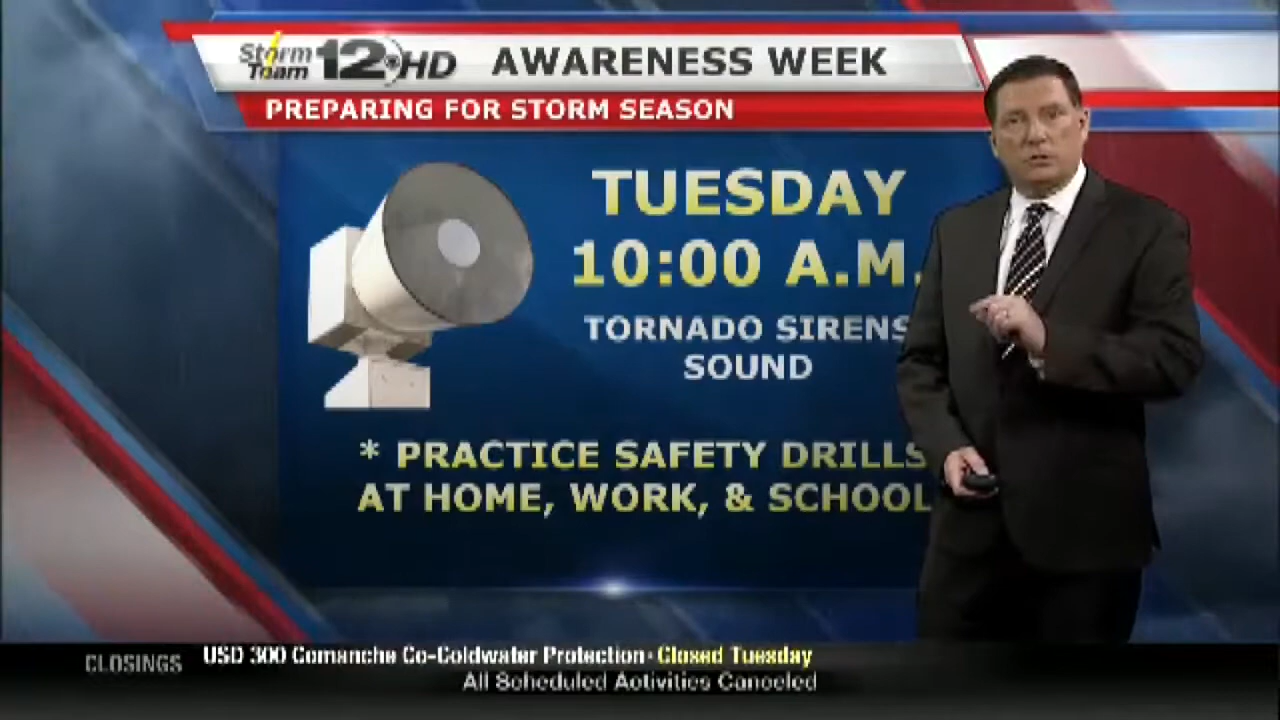 Storm Team 12 HD AWARENESS WEEK
PREPARING FOR STORM SEASON
TUESDAY
10:00 A.M.
TORNADO SIRENS
SOUND
* PRACTICE SAFETY DRILLS
AT HOME, WORK, & SCHOOL
CLOSINGS USD 300 Comanche Co-Coldwater Protection - Closed Tuesday
All Scheduled Activities Canceled